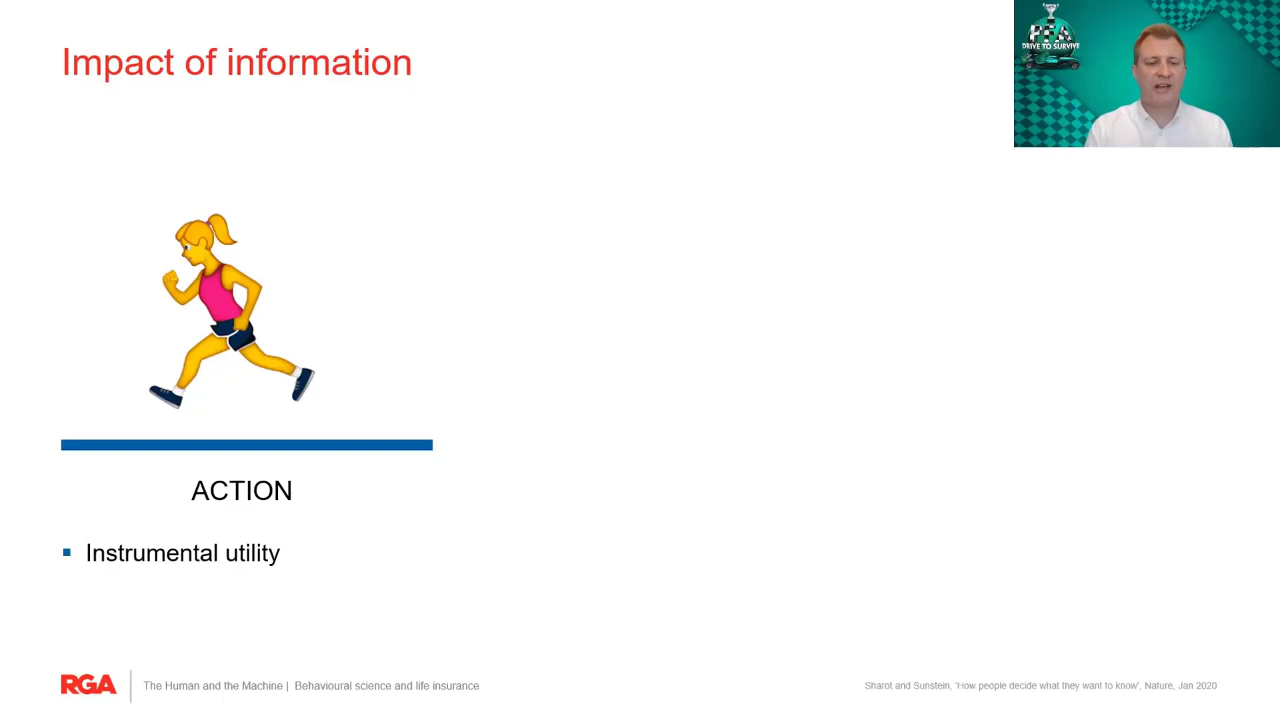 Impact of information
FFA
DRIVE TO SURVIVE
ACTION
▪ Instrumental utility
RGA
The Human and the Machine | Behavioural science and life insurance
Sharot and Sunstein, 'How people decide what they want to know', Nature, Jan 2020